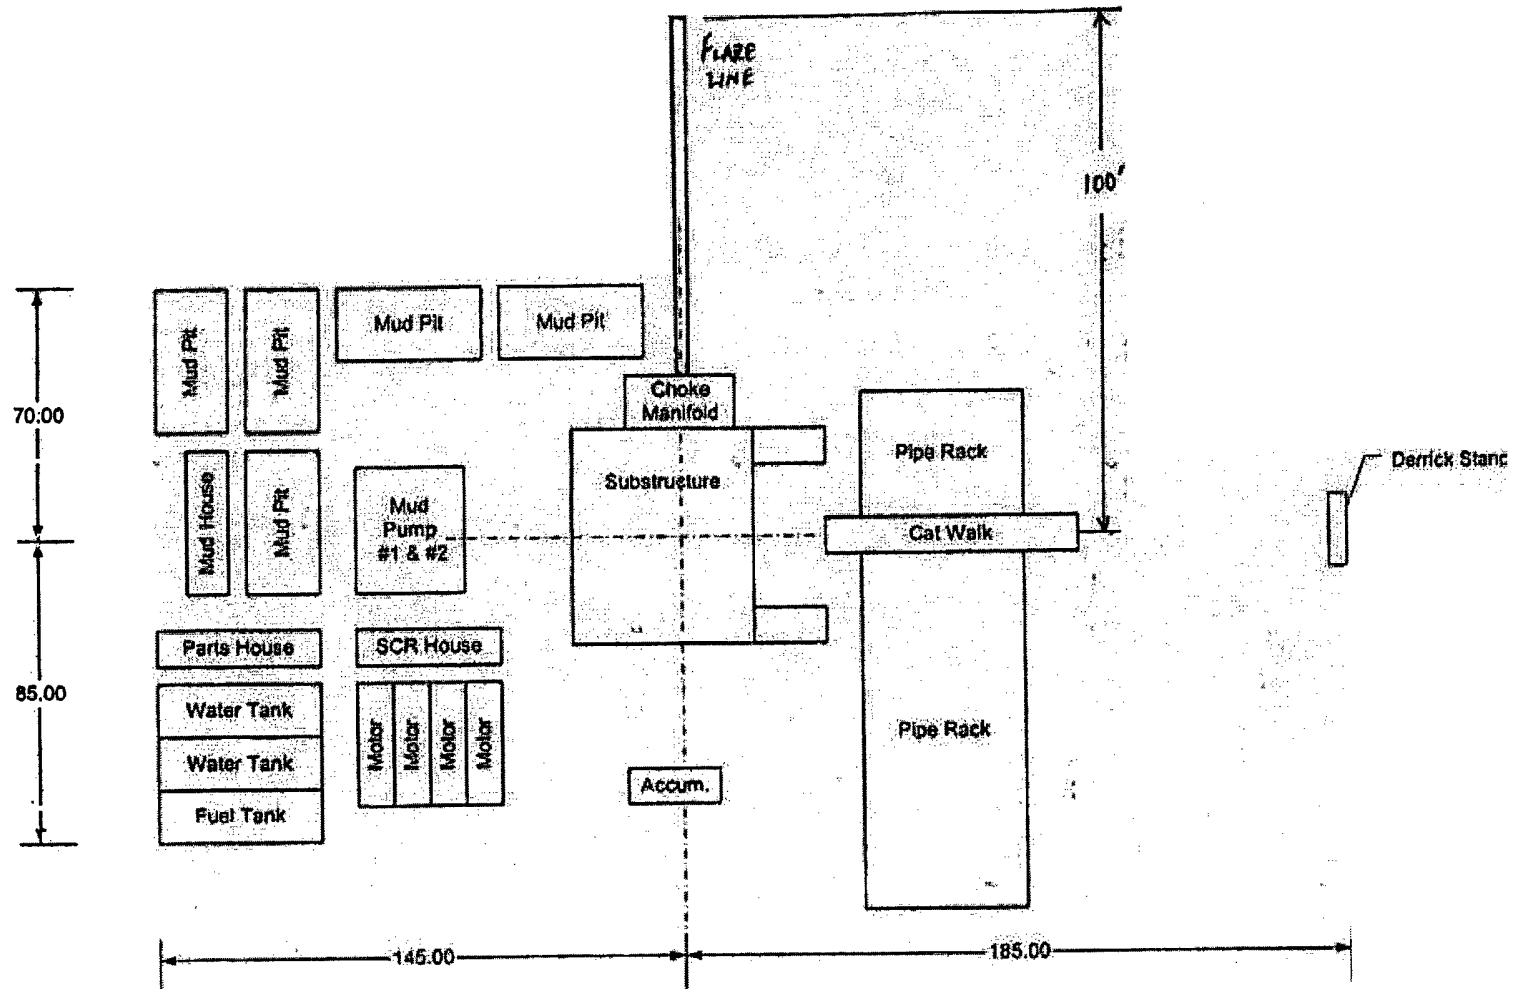 FLARE
LINE
100'
Mud Pit
Mud Pit
Mud Pit
Mud Pit
70.00
Choke
Manifold
Pipe Rack
Derrick Stand
Substructure
Mud House
Mud Pit
Mud
Pump
#1 & #2
Cat Walk
Parts House
SCR House
85.00
Water Tank
Water Tank
Fuel Tank
Motor
Motor
Motor
Motor
Pipe Rack
Accum.
145.00
185.00